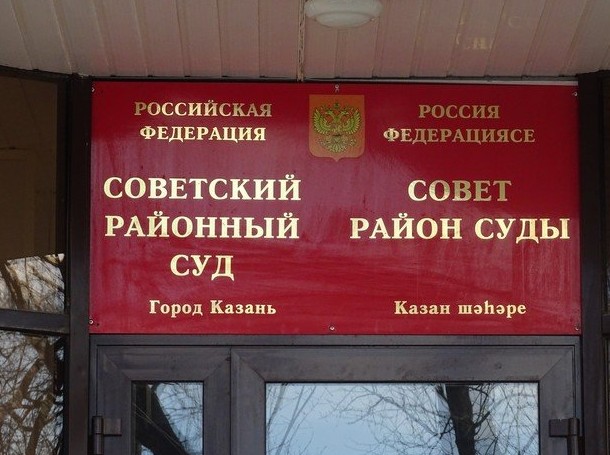 РОССИЙСКАЯ
ФЕДЕРАЦИЯ
СОВЕТСКИЙ
РАЙОННЫЙ
СУД
Город Казань
РОССИЯ
ФЕДЕРАЦИЯСЕ
СОВЕТ
РАЙОН СУДЫ
Казан шәһәре